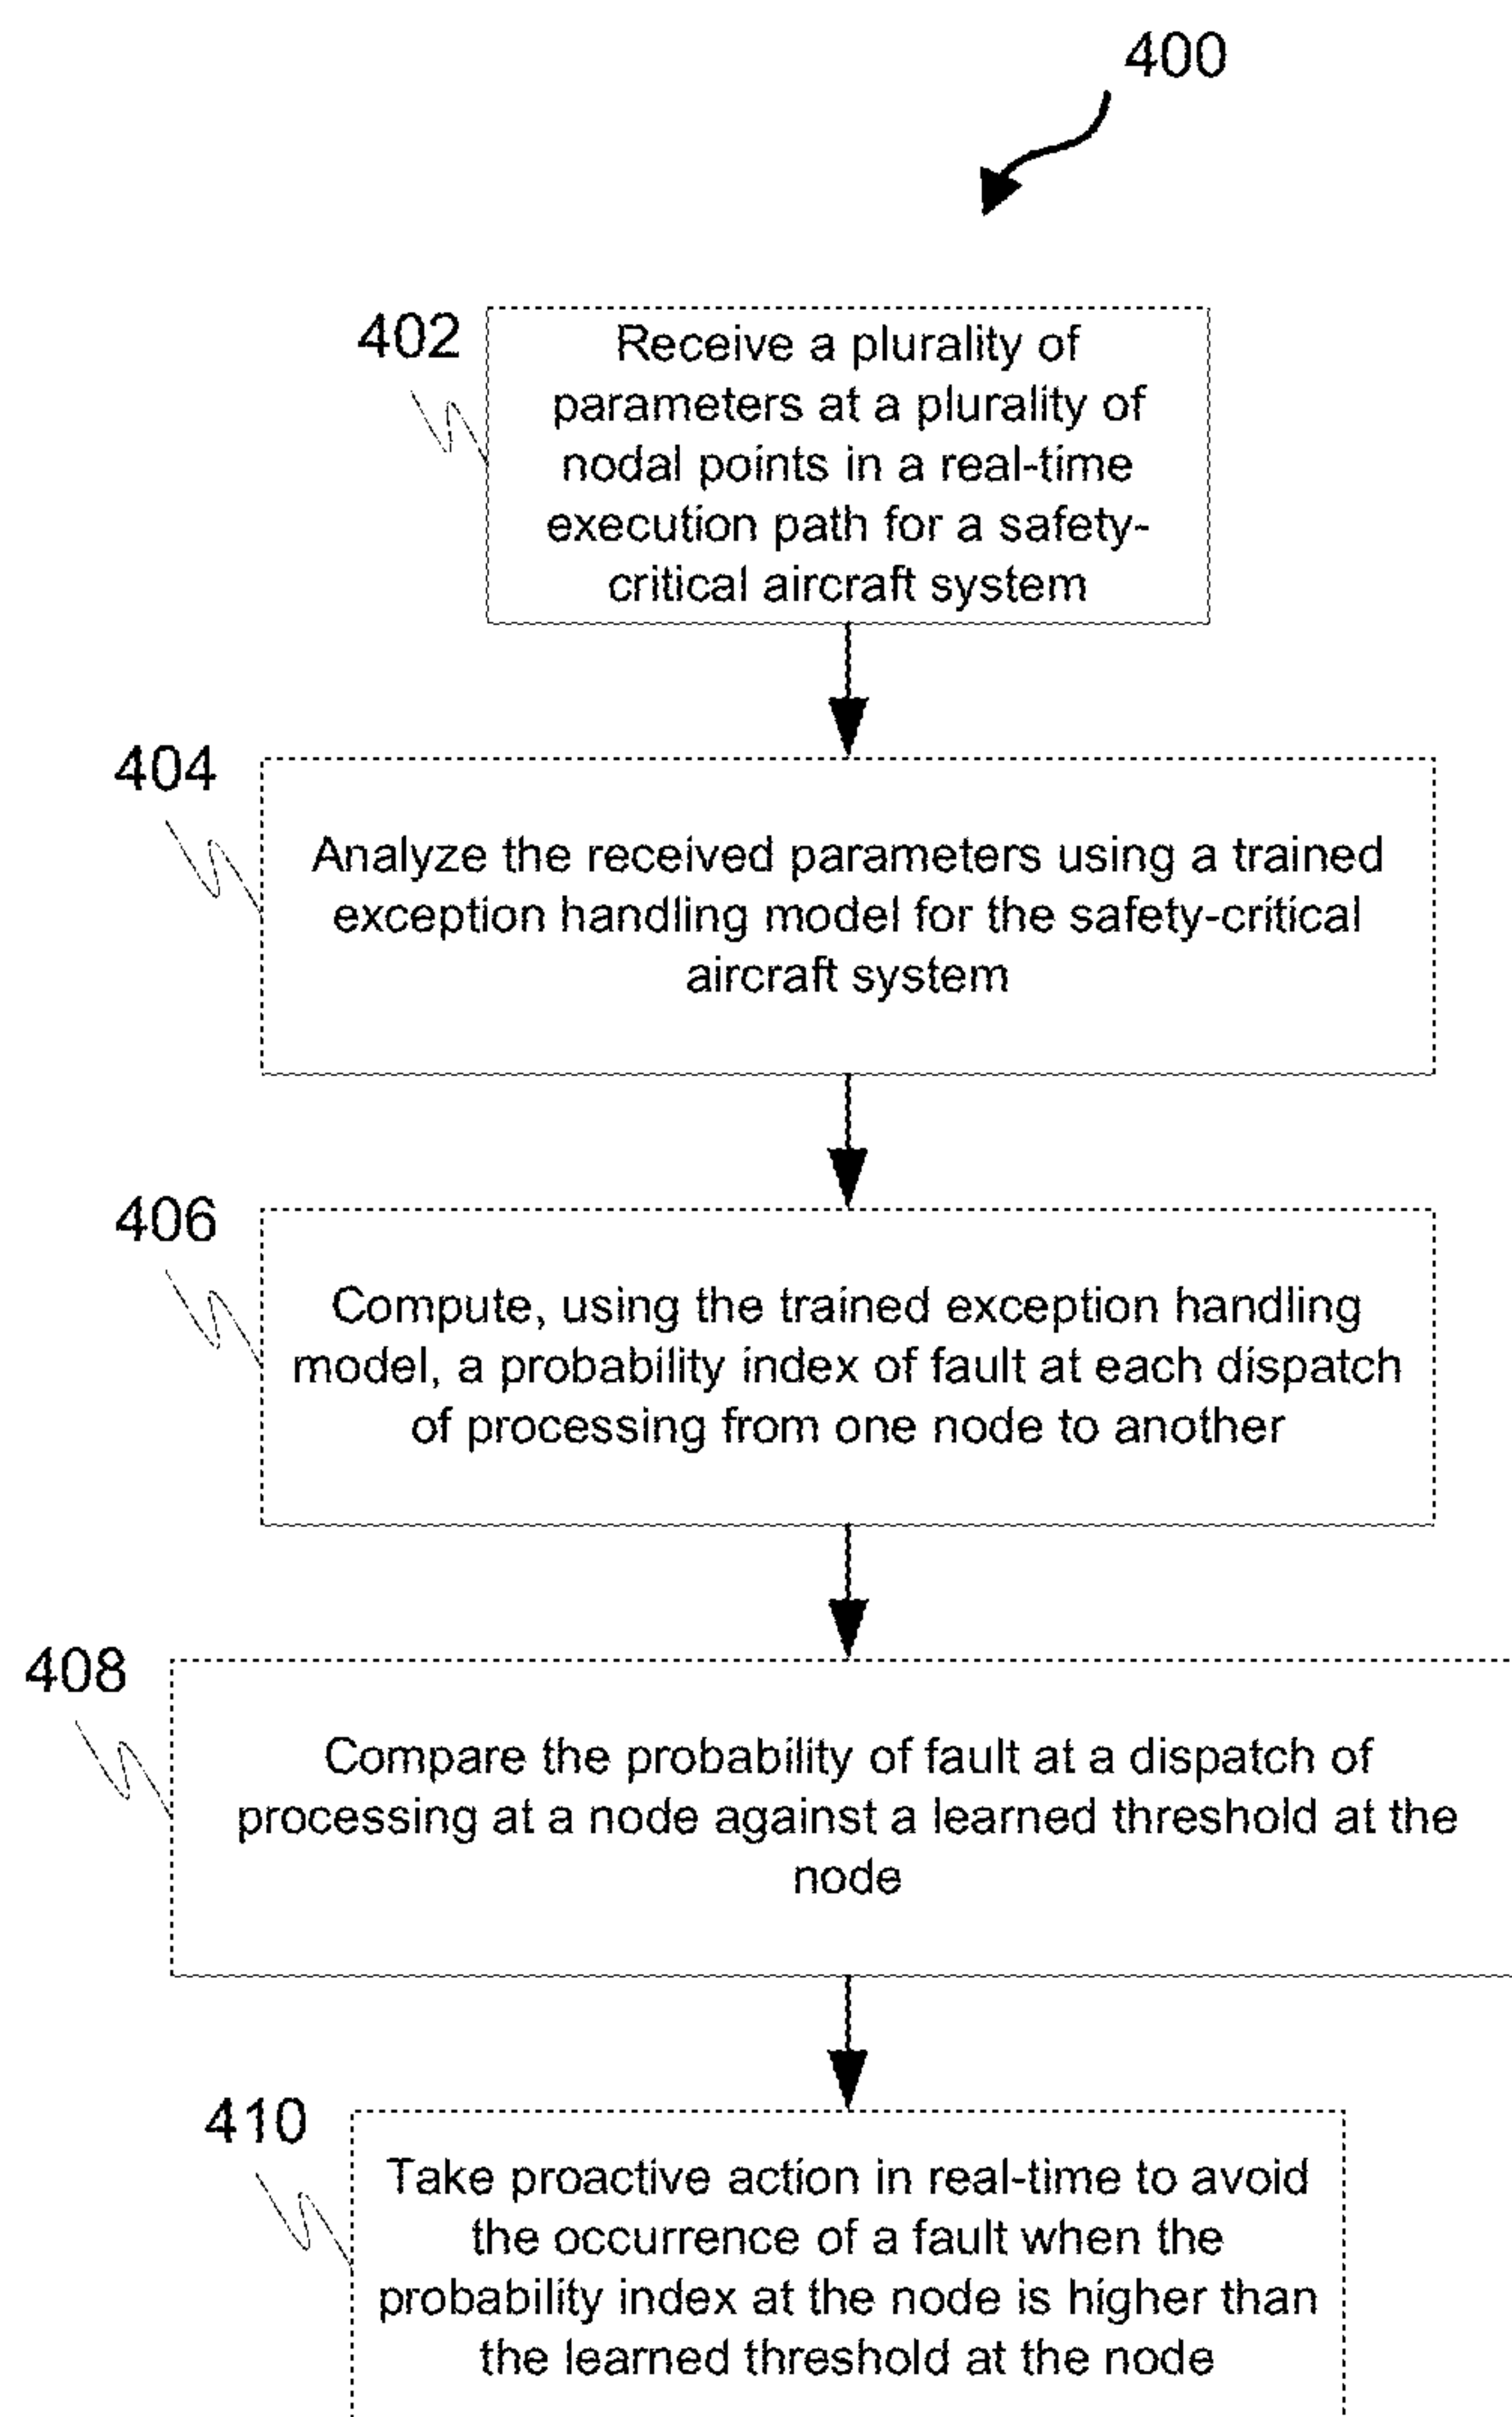 400
402
Receive a plurality of
parameters at a plurality of
nodal points in a real-time
execution path for a safety-
critical aircraft system
404
Analyze the received parameters using a trained
exception handling model for the safety-critical
aircraft system
406
Compute, using the trained exception handling
model, a probability index of fault at each dispatch
of processing from one node to another
408
Compare the probability of fault at a dispatch of
processing at a node against a learned threshold at the
node
410
Take proactive action in real-time to avoid
the occurrence of a fault when the
probability index at the node is higher than
the learned threshold at the node